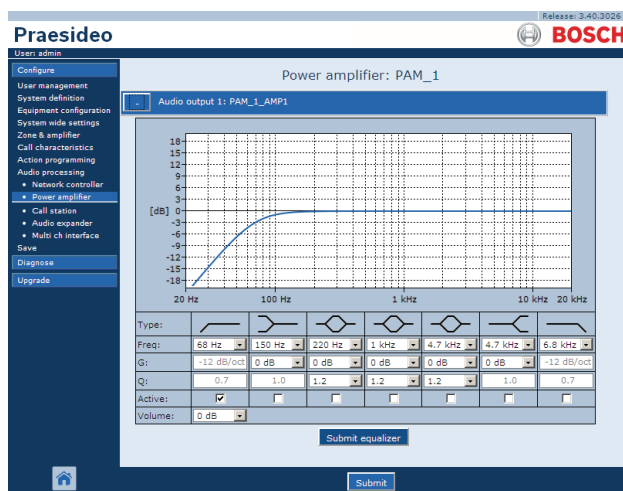 Release: 3.40.3026
Praesideo
BOSCH
User: admin
Configure
User management
System definition
Equipment configuration
System wide settings
Zone & amplifier
Call characteristics
Action programming
Audio processing
• Network controller
• Power amplifier
• Call station
• Audio expander
• Multi ch interface
Save
Diagnose
Upgrade
Power amplifier: PAM_1
- Audio output 1: PAM_1_AMP1
18
15
12
9
6
3
[dB] 0
-3
-6
-9
-12
-15
-18
20 Hz 100 Hz 1 kHz 10 kHz 20 kHz
Type:
Freq: 68 Hz 150 Hz 220 Hz 1 kHz 4.7 kHz 4.7 kHz 6.8 kHz
G: -12 dB/oct 0 dB 0 dB 0 dB 0 dB 0 dB -12 dB/oct
Q: 0.7 1.0 1.2 1.2 1.2 1.0 0.7
Active:
Volume: 0 dB
Submit equalizer
Submit